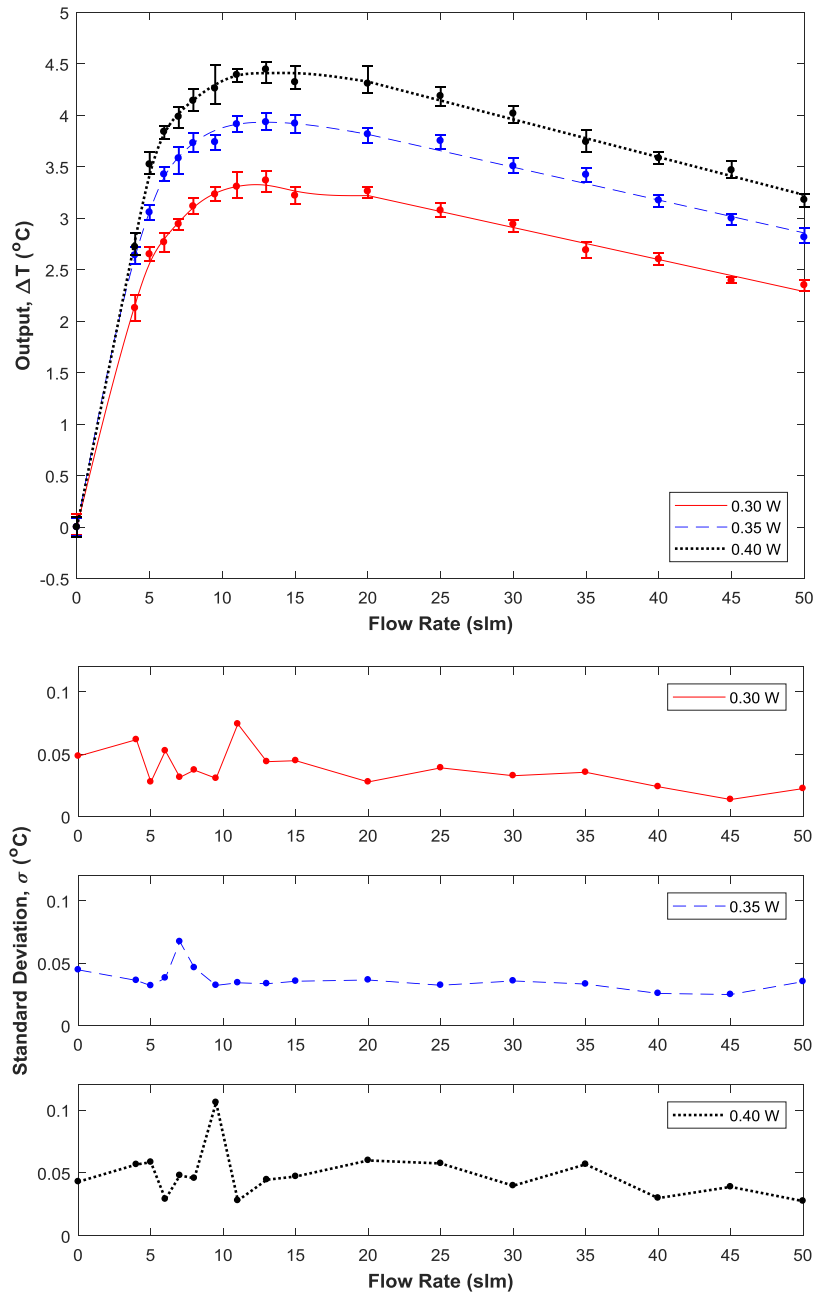 5
4.5
4
3.5
3
2.5
2
1.5
1
0.5
0
-0.5
Output, ΔT (°C)
0.30 W
0.35 W
0.40 W
0 5 10 15 20 25 30 35 40 45 50
Flow Rate (slm)
0.1
0.05
0
0.30 W
0 5 10 15 20 25 30 35 40 45 50
Standard Deviation, σ (°C)
0.1
0.05
0
0.35 W
0 5 10 15 20 25 30 35 40 45 50
0.1
0.05
0
0.40 W
0 5 10 15 20 25 30 35 40 45 50
Flow Rate (slm)